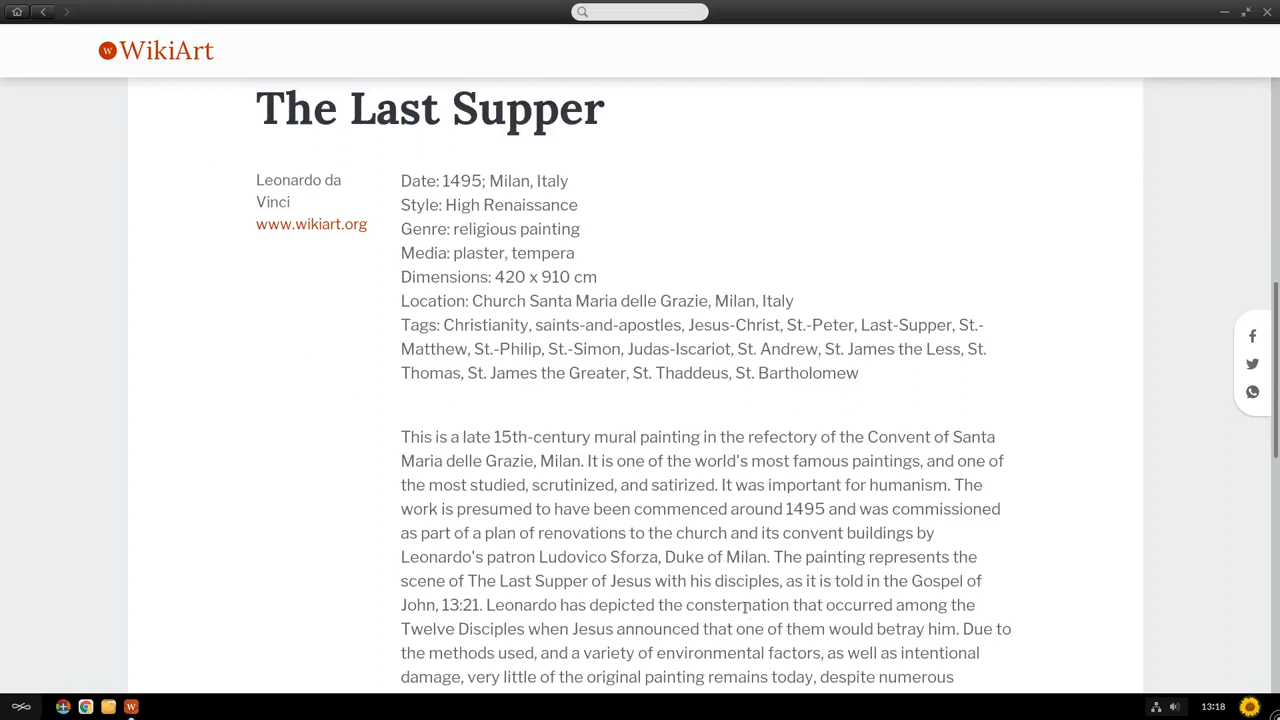 WikiArt
The Last Supper
Leonardo da
Vinci
www.wikiart.org
Date: 1495; Milan, Italy
Style: High Renaissance
Genre: religious painting
Media: plaster, tempera
Dimensions: 420 x 910 cm
Location: Church Santa Maria delle Grazie, Milan, Italy
Tags: Christianity, saints-and-apostles, Jesus-Christ, St.-Peter, Last-Supper, St.-
Matthew, St.-Philip, St.-Simon, Judas-Iscariot, St. Andrew, St. James the Less, St.
Thomas, St. James the Greater, St. Thaddeus, St. Bartholomew
This is a late 15th-century mural painting in the refectory of the Convent of Santa
Maria delle Grazie, Milan. It is one of the world's most famous paintings, and one of
the most studied, scrutinized, and satirized. It was important for humanism. The
work is presumed to have been commenced around 1495 and was commissioned
as part of a plan of renovations to the church and its convent buildings by
Leonardo's patron Ludovico Sforza, Duke of Milan. The painting represents the
scene of The Last Supper of Jesus with his disciples, as it is told in the Gospel of
John, 13:21. Leonardo has depicted the consternation that occurred among the
Twelve Disciples when Jesus announced that one of them would betray him. Due to
the methods used, and a variety of environmental factors, as well as intentional
damage, very little of the original painting remains today, despite numerous
13:18